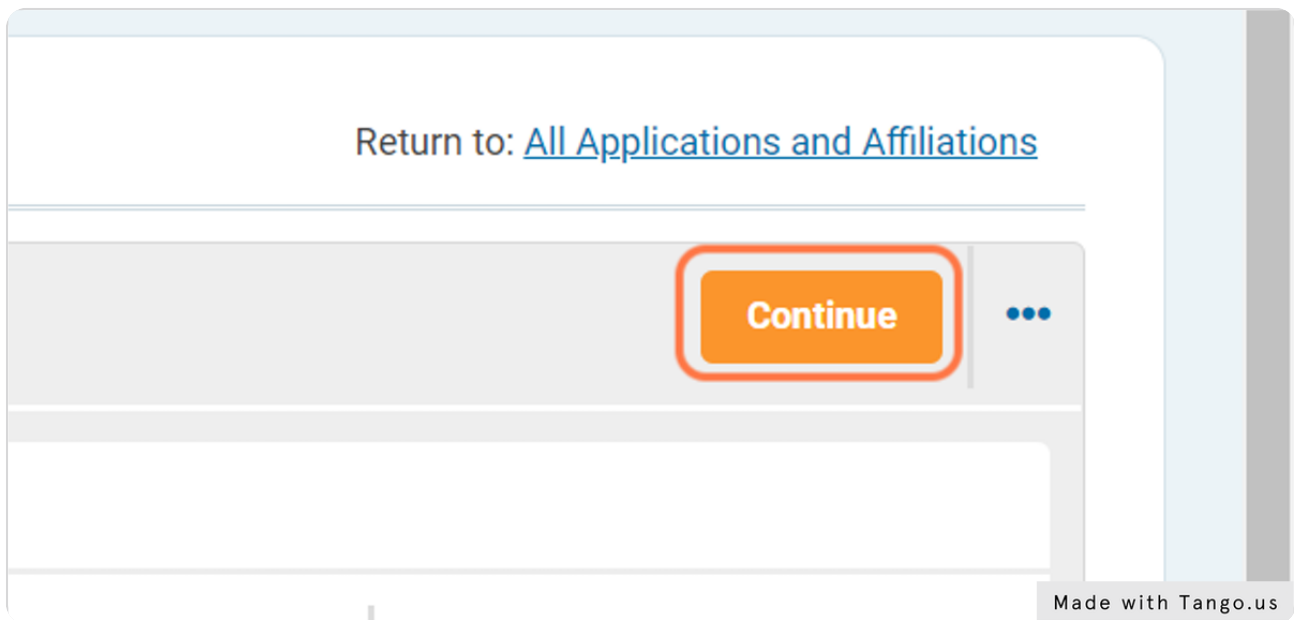 Return to: All Applications and Affiliations
Continue
Made with Tango.us